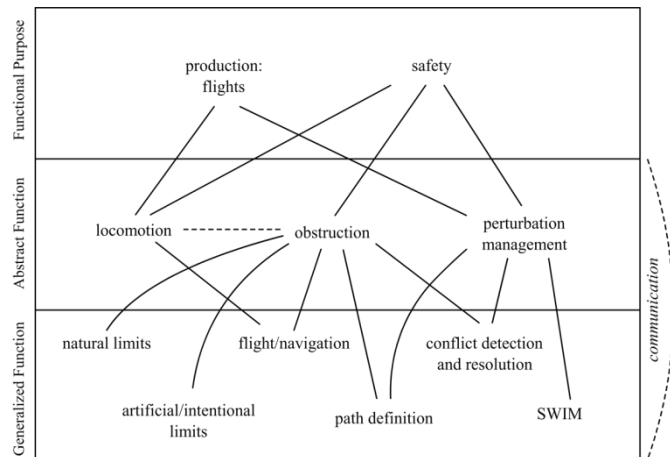 Functional Purpose
production:
flights
safety
Abstract Function
locomotion
obstruction
perturbation
management
communication
Generalized Function
natural limits
flight/navigation
conflict detection
and resolution
artificial/intentional
limits
path definition
SWIM